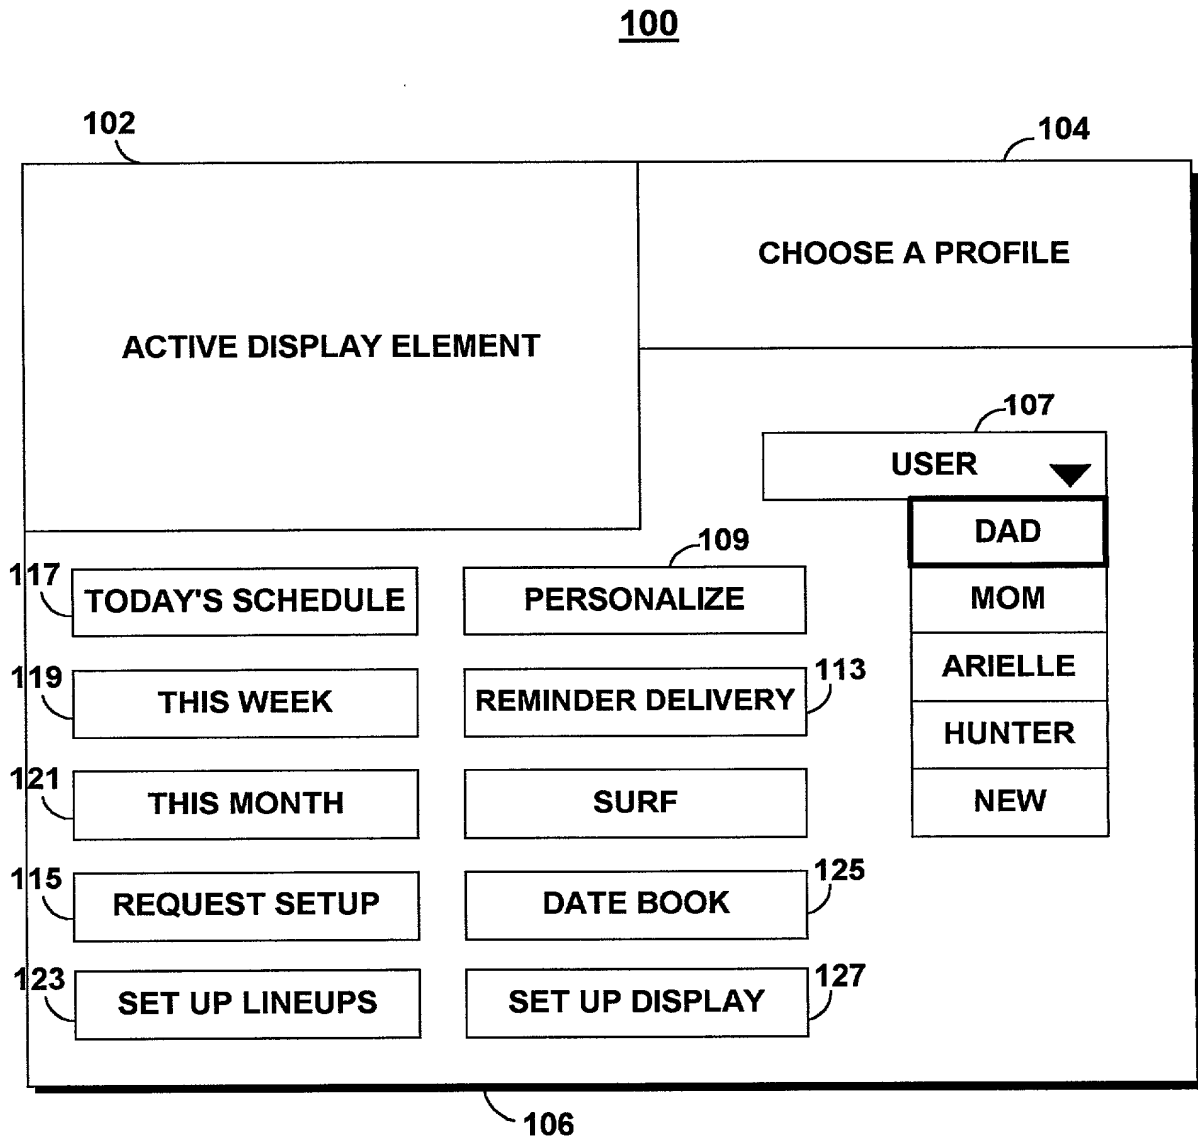 100
102
104
CHOOSE A PROFILE
ACTIVE DISPLAY ELEMENT
107
USER
DAD
MOM
ARIELLE
HUNTER
NEW
109
117
TODAY'S SCHEDULE
PERSONALIZE
119
THIS WEEK
REMINDER DELIVERY
113
121
THIS MONTH
SURF
115
REQUEST SETUP
DATE BOOK
125
123
SET UP LINEUPS
SET UP DISPLAY
127
106